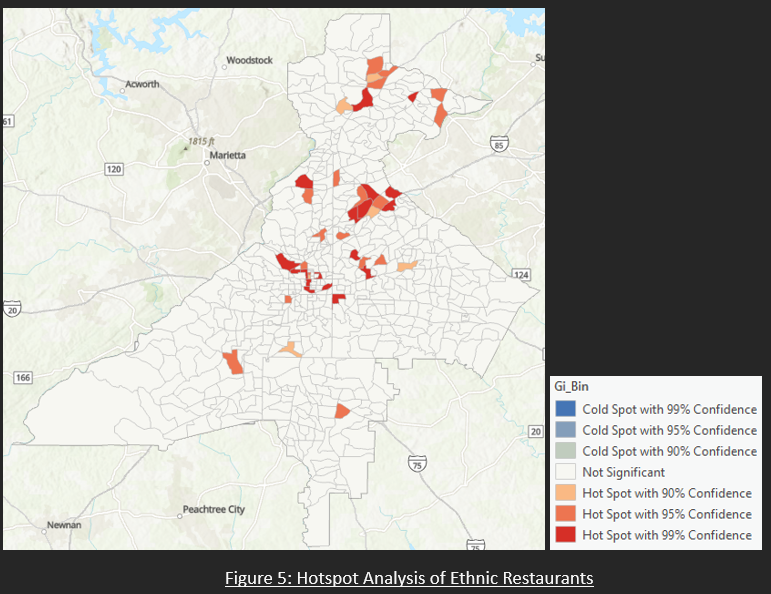 Woodstock
Su
Acworth
61
1815 ft
85
Marietta
120
124
20
166
20
75
Peachtree City
Newnan
75
Gi_Bin
Cold Spot with 99% Confidence
Cold Spot with 95% Confidence
Cold Spot with 90% Confidence
Not Significant
Hot Spot with 90% Confidence
Hot Spot with 95% Confidence
Hot Spot with 99% Confidence
Figure 5: Hotspot Analysis of Ethnic Restaurants